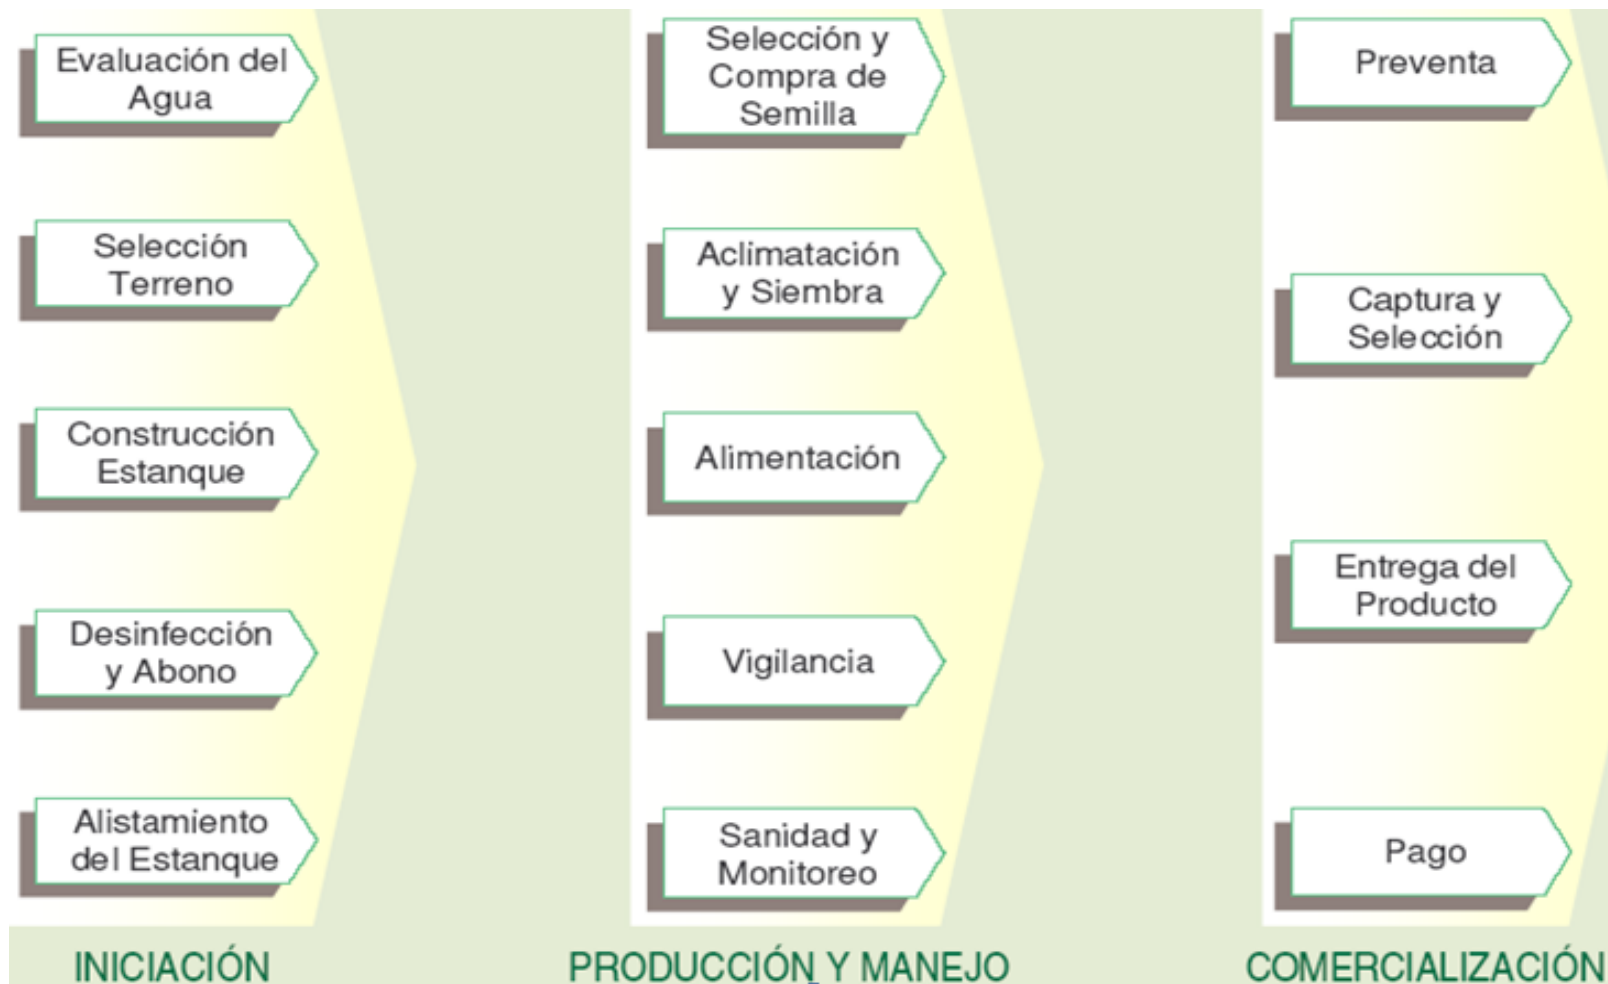 Evaluación del
Agua
Selección
Terreno
Construcción
Estanque
Desinfección
y Abono
Alistamiento
del Estanque
INICIACIÓN
Selección y
Compra de
Semilla
Aclimatación
y Siembra
Alimentación
Vigilancia
Sanidad y
Monitoreo
PRODUCCIÓN Y MANEJO
Preventa
Captura y
Selección
Entrega del
Producto
Pago
COMERCIALIZACIÓN